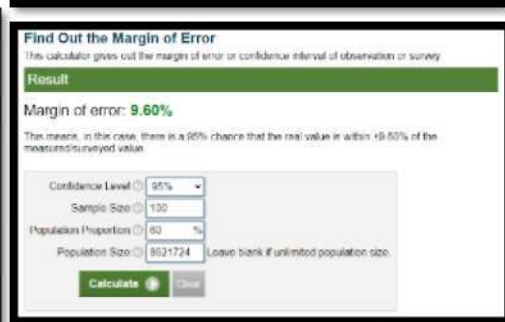 Find Out the Margin of Error
This calculator gives out the margin of error or confidence interval of observation or survey.
Result
Margin of error: 9.60%
This means, in this case, there is a 95% chance that the real value is within ±9.60% of the
measured/surveyed value.
Confidence Level: 95%
Sample Size: 100
Population Proportion: 60 %
Population Size: 8621724 Leave blank if unlimited population size.
Calculate Clear